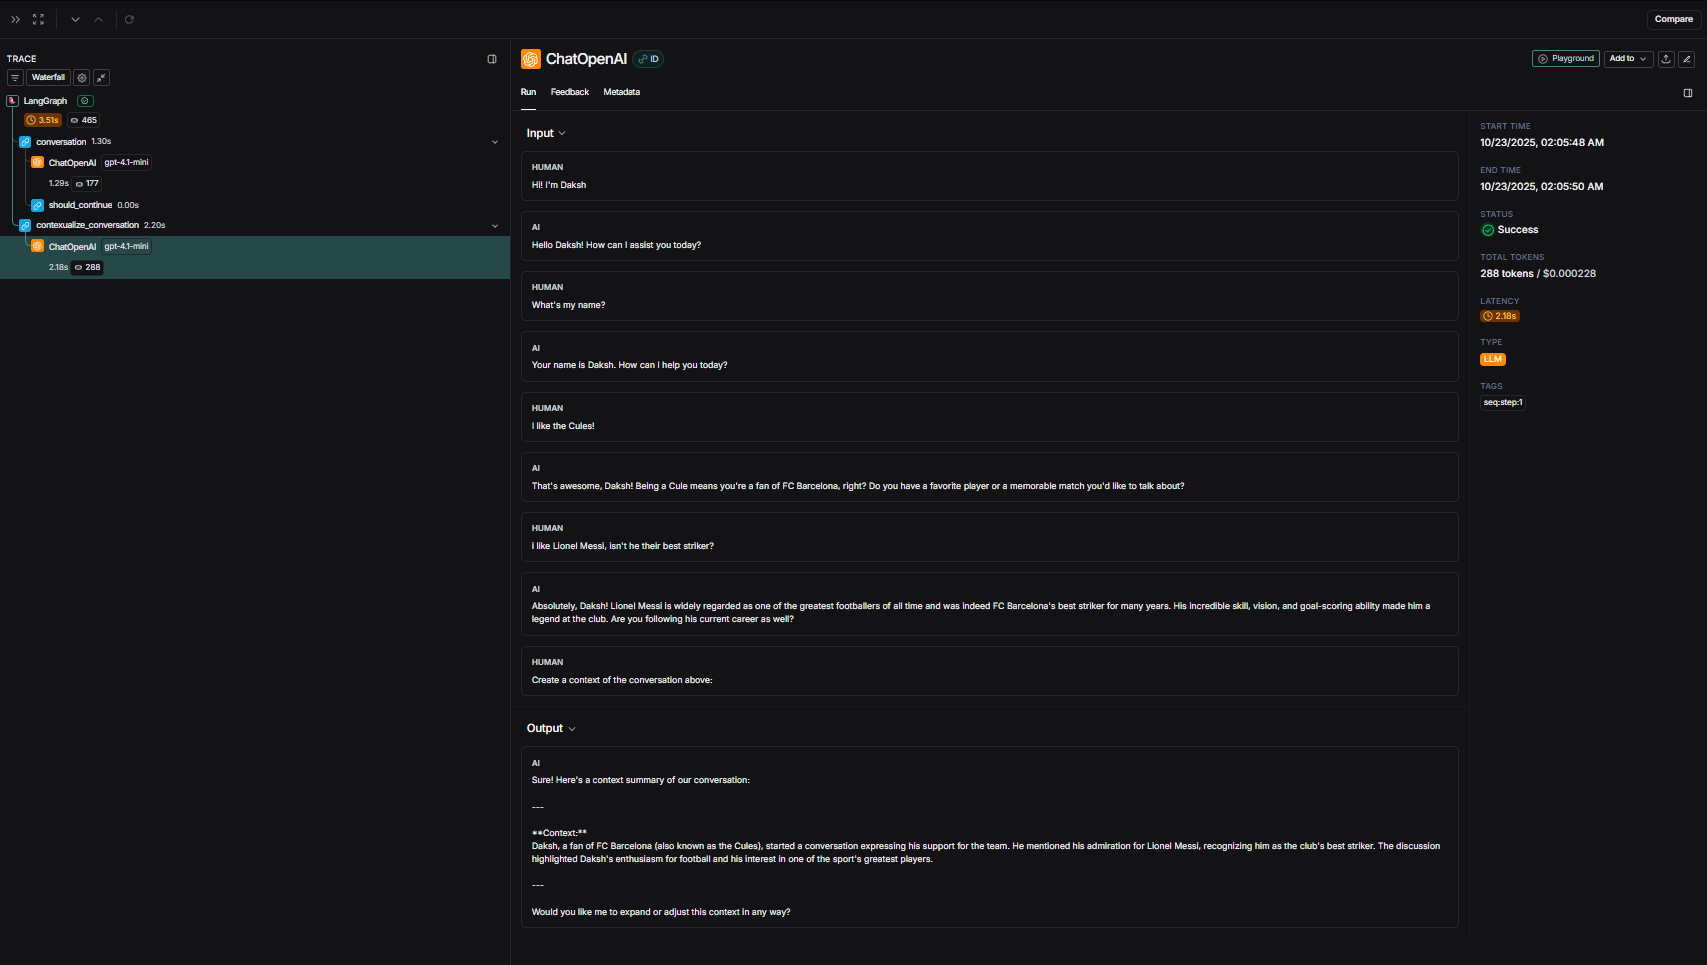 Compare
TRACE
Waterfall
LangGraph
3.51s 465
conversation 1.30s
ChatOpenAI gpt-4.1-mini
1.29s 177
should_continue 0.00s
contexualize_conversation 2.20s
ChatOpenAI gpt-4.1-mini
2.18s 288
ChatOpenAI ID
Playground Add to
Run Feedback Metadata
Input
HUMAN
Hi! I'm Daksh
AI
Hello Daksh! How can I assist you today?
HUMAN
What's my name?
AI
Your name is Daksh. How can I help you today?
HUMAN
I like the Cules!
AI
That's awesome, Daksh! Being a Cule means you're a fan of FC Barcelona, right? Do you have a favorite player or a memorable match you'd like to talk about?
HUMAN
i like Lionel Messi, isn't he their best striker?
AI
Absolutely, Daksh! Lionel Messi is widely regarded as one of the greatest footballers of all time and was indeed FC Barcelona's best striker for many years. His incredible skill, vision, and goal-scoring ability made him a
legend at the club. Are you following his current career as well?
HUMAN
Create a context of the conversation above:
Output
AI
Sure! Here's a context summary of our conversation:
---
**Context:**
Daksh, a fan of FC Barcelona (also known as the Cules), started a conversation expressing his support for the team. He mentioned his admiration for Lionel Messi, recognizing him as the club's best striker. The discussion
highlighted Daksh's enthusiasm for football and his interest in one of the sport's greatest players.
---
Would you like me to expand or adjust this context in any way?
START TIME
10/23/2025, 02:05:48 AM
END TIME
10/23/2025, 02:05:50 AM
STATUS
Success
TOTAL TOKENS
288 tokens / $0.000228
LATENCY
2.18s
TYPE
LLM
TAGS
seq:step:1